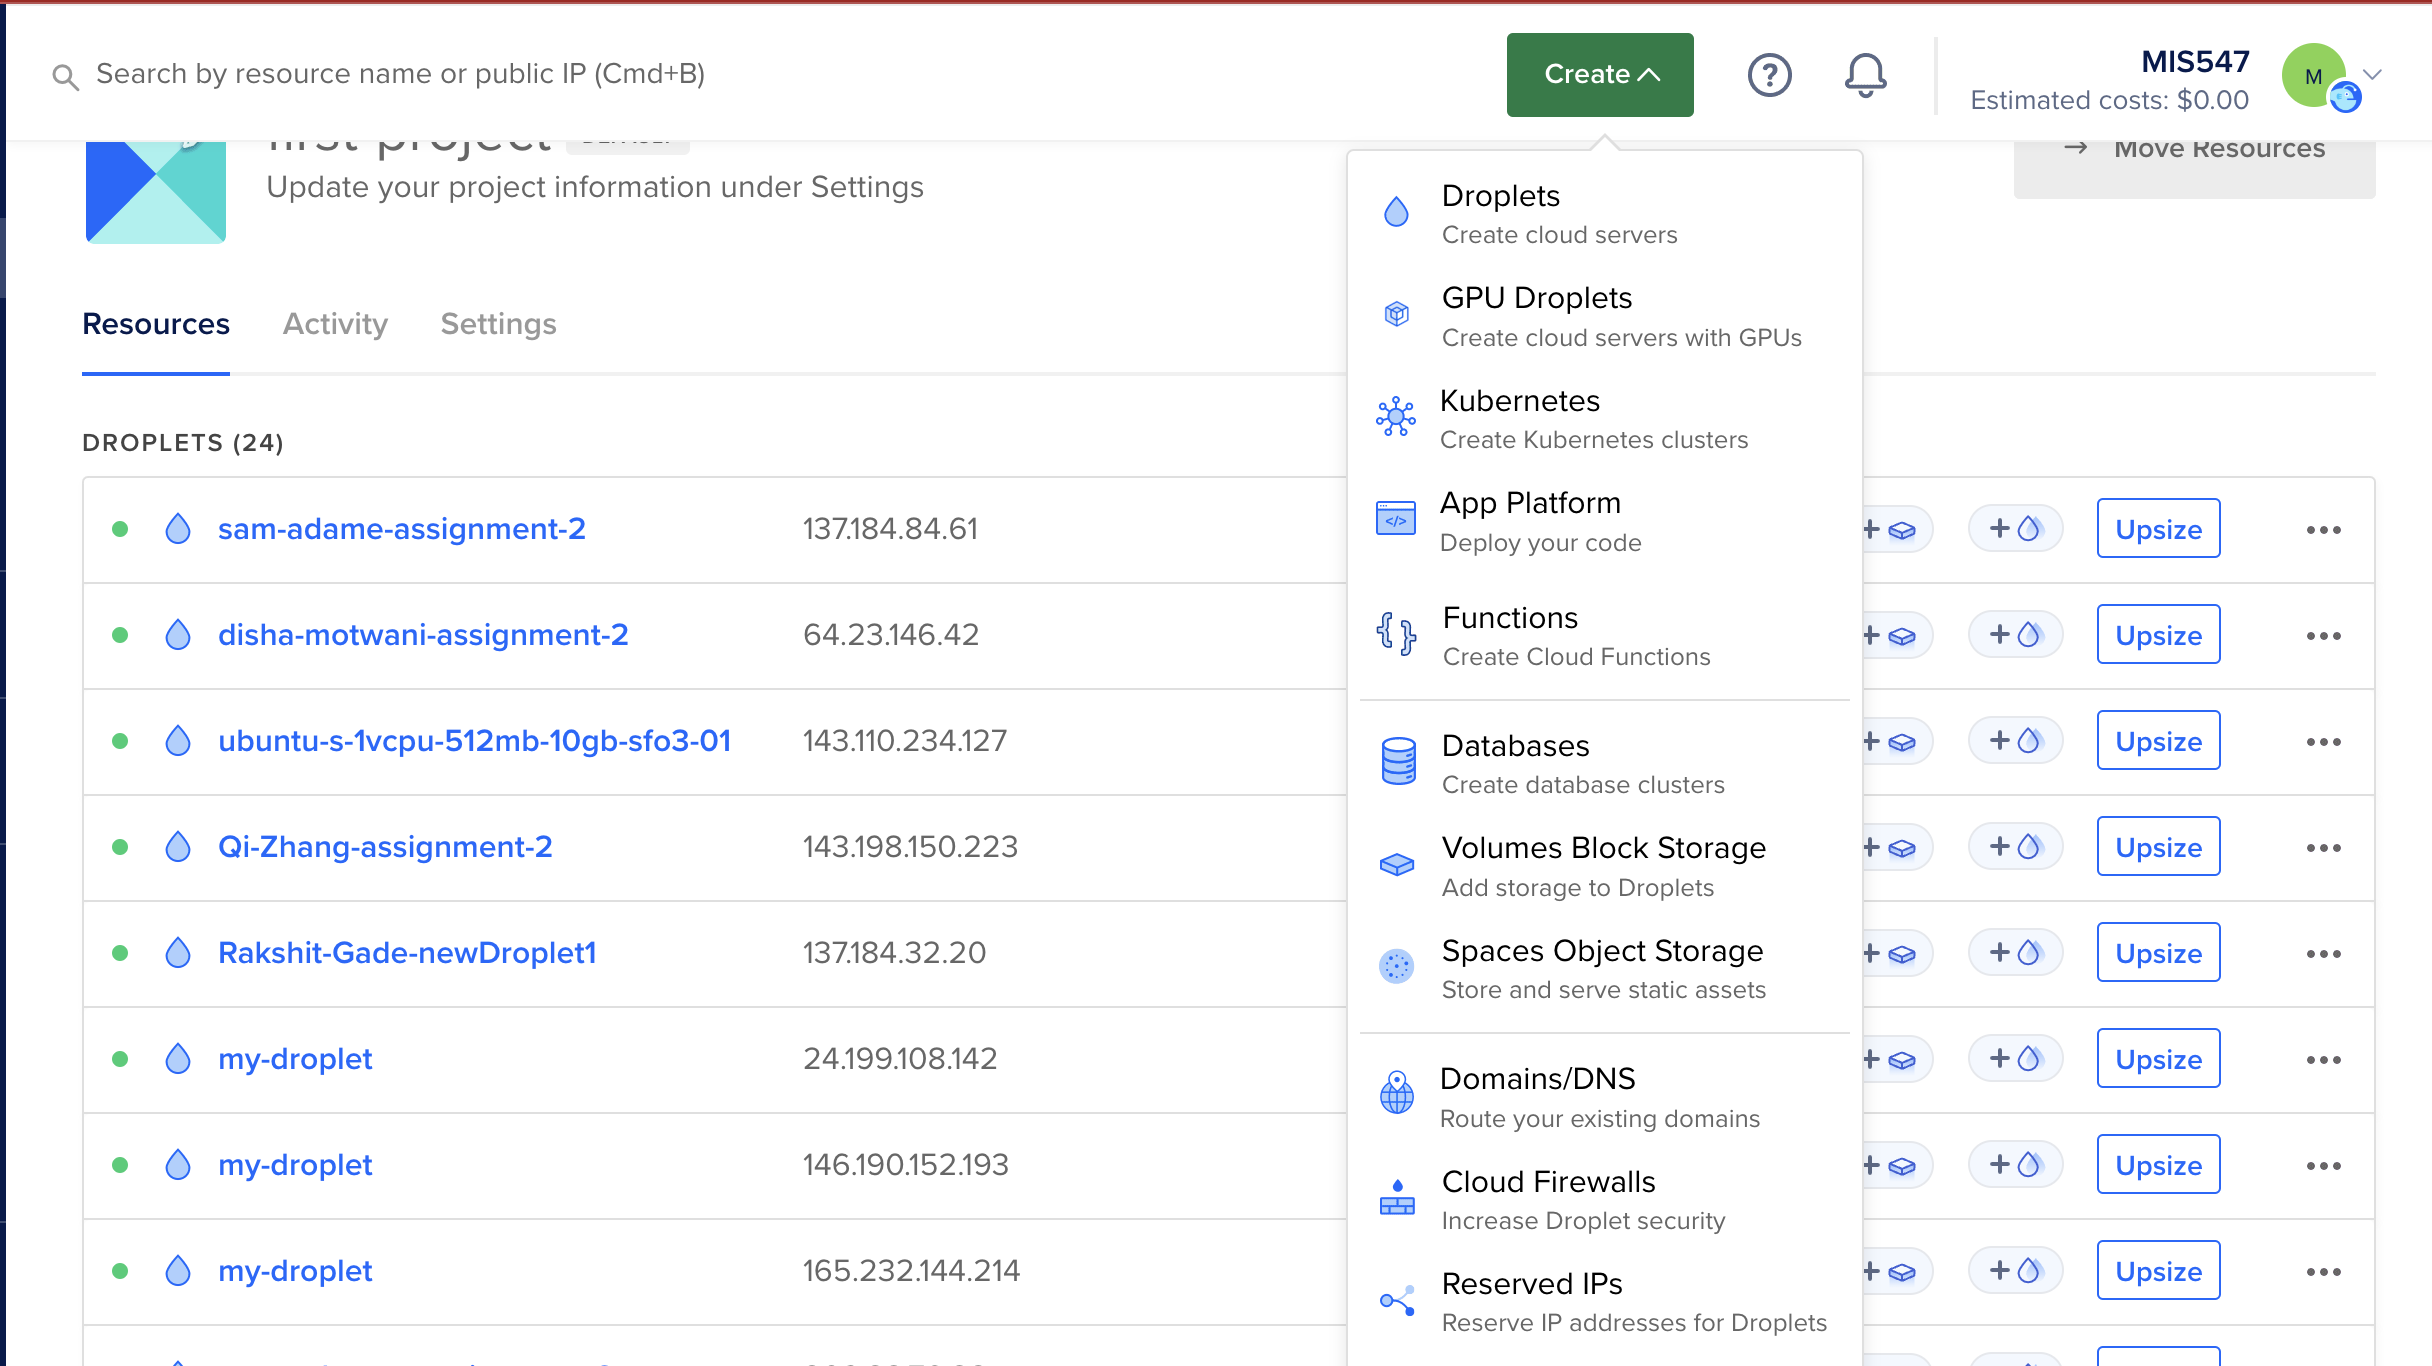 Search by resource name or public IP (Cmd+B)
Create
MIS547
Estimated costs: $0.00
M
first-project DEFAULT
Update your project information under Settings
→ Move Resources
Resources
Activity
Settings
DROPLETS (24)
sam-adame-assignment-2 137.184.84.61 Upsize
disha-motwani-assignment-2 64.23.146.42 Upsize
ubuntu-s-1vcpu-512mb-10gb-sfo3-01 143.110.234.127 Upsize
Qi-Zhang-assignment-2 143.198.150.223 Upsize
Rakshit-Gade-newDroplet1 137.184.32.20 Upsize
my-droplet 24.199.108.142 Upsize
my-droplet 146.190.152.193 Upsize
my-droplet 165.232.144.214 Upsize
Droplets
Create cloud servers
GPU Droplets
Create cloud servers with GPUs
Kubernetes
Create Kubernetes clusters
App Platform
Deploy your code
Functions
Create Cloud Functions
Databases
Create database clusters
Volumes Block Storage
Add storage to Droplets
Spaces Object Storage
Store and serve static assets
Domains/DNS
Route your existing domains
Cloud Firewalls
Increase Droplet security
Reserved IPs
Reserve IP addresses for Droplets